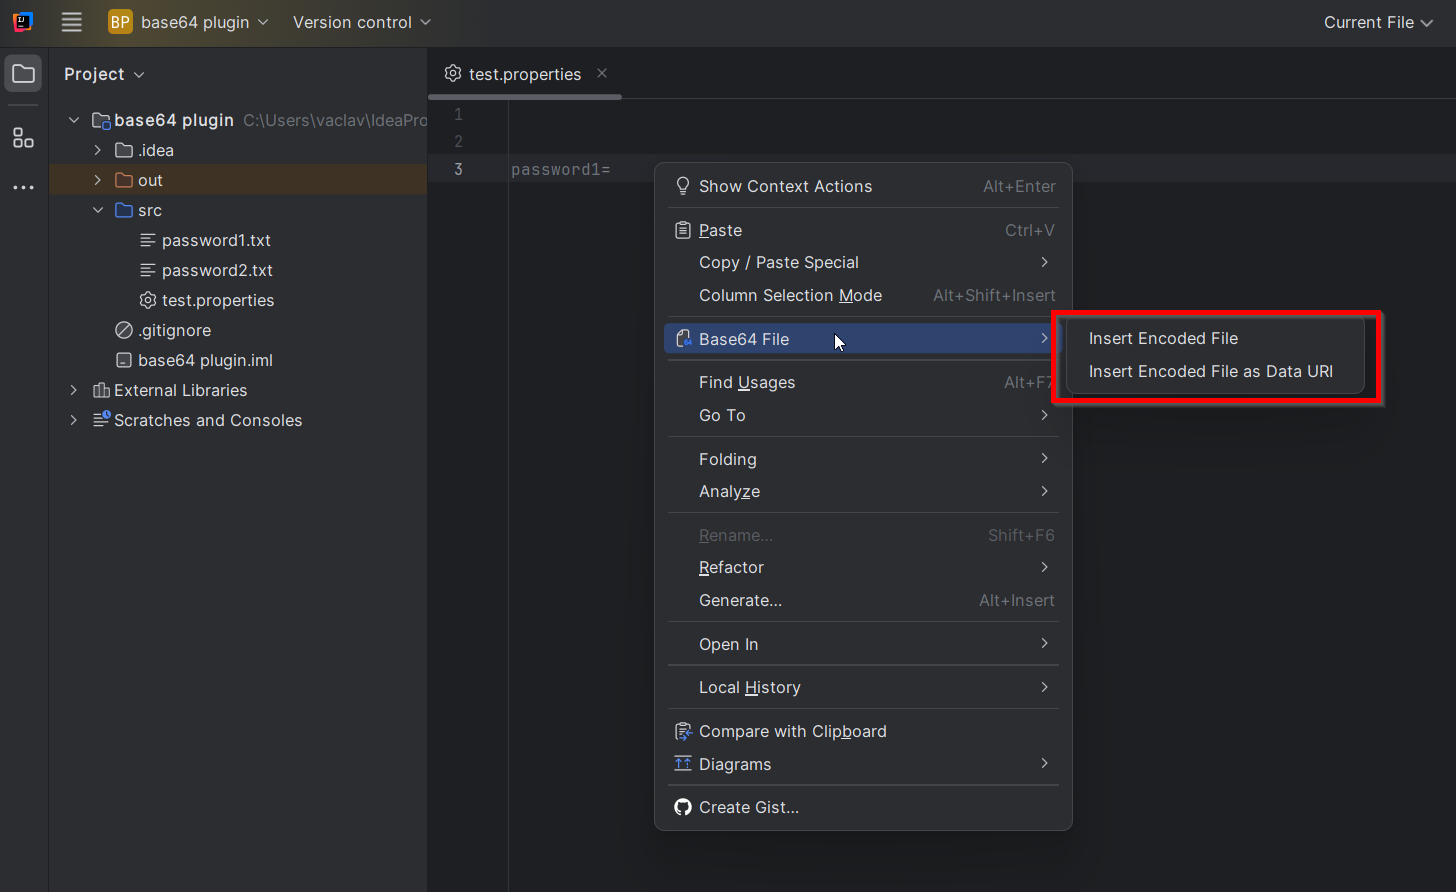 BP base64 plugin Version control Current File
Project
test.properties
base64 plugin C:\Users\vaclav\IdeaPro
.idea
out
src
password1.txt
password2.txt
test.properties
.gitignore
base64 plugin.iml
External Libraries
Scratches and Consoles
1
2
3 password1=
Show Context Actions Alt+Enter
Paste Ctrl+V
Copy / Paste Special
Column Selection Mode Alt+Shift+Insert
Base64 File
Find Usages Alt+F7
Go To
Folding
Analyze
Rename... Shift+F6
Refactor
Generate... Alt+Insert
Open In
Local History
Compare with Clipboard
Diagrams
Create Gist...
Insert Encoded File
Insert Encoded File as Data URI